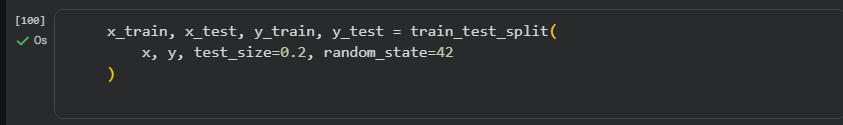 [100]
0s
x_train, x_test, y_train, y_test = train_test_split(
x, y, test_size=0.2, random_state=42
)